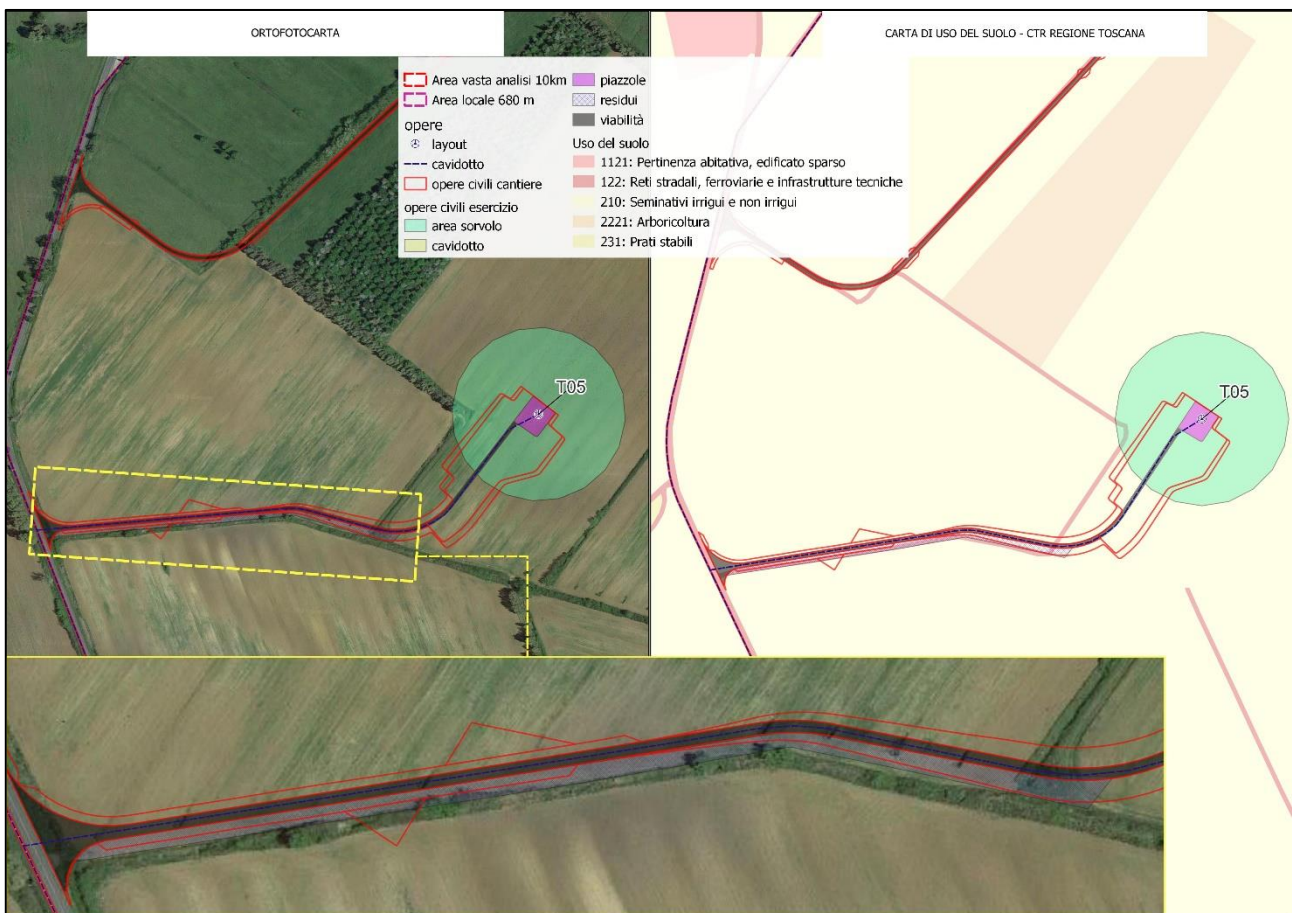 ORTOFOTOCARTA
CARTA DI USO DEL SUOLO - CTR REGIONE TOSCANA
Area vasta analisi 10km
Area locale 680 m
opere
layout
cavidotto
opere civili cantiere
opere civili esercizio
area sorvolo
cavidotto
piazzole
residui
viabilità
Uso del suolo
1121: Pertinenza abitativa, edificato sparso
122: Reti stradali, ferroviarie e infrastrutture tecniche
210: Seminativi irrigui e non irrigui
2221: Arboricoltura
231: Prati stabili
T05
T05